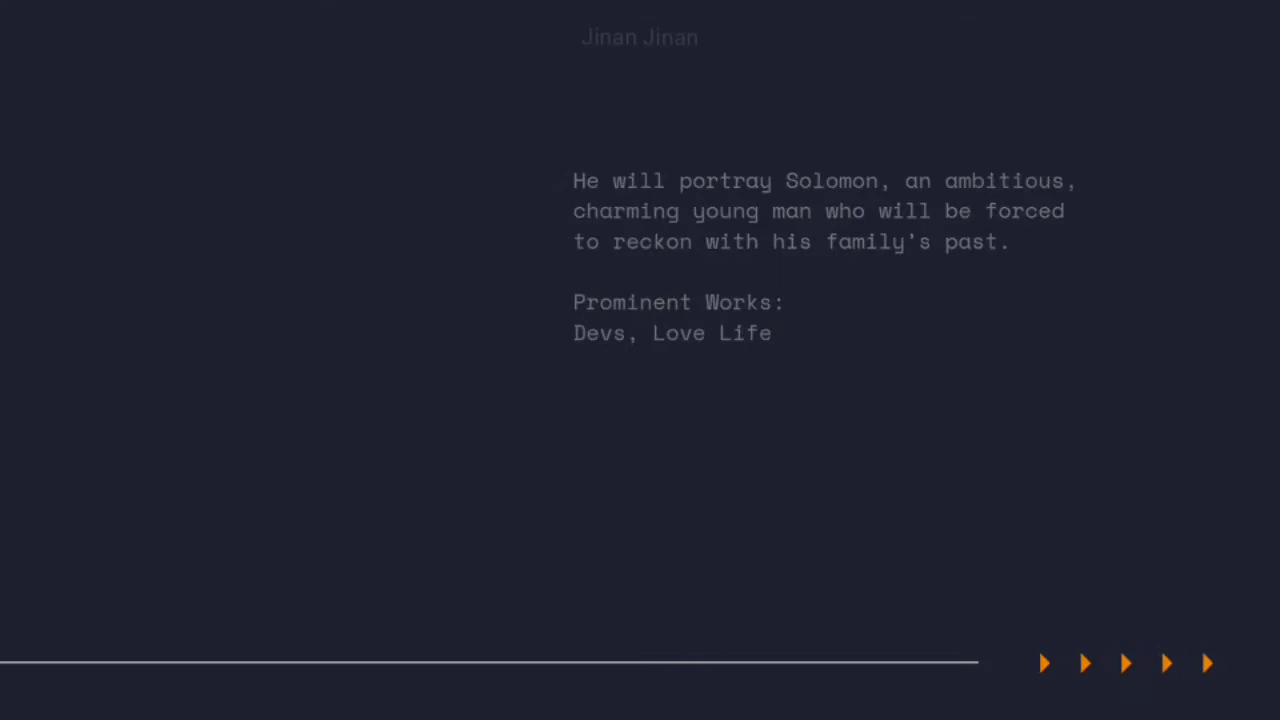 Jinan Jinan
He will portray Solomon, an ambitious,
charming young man who will be forced
to reckon with his family's past.
Prominent Works:
Devs, Love Life